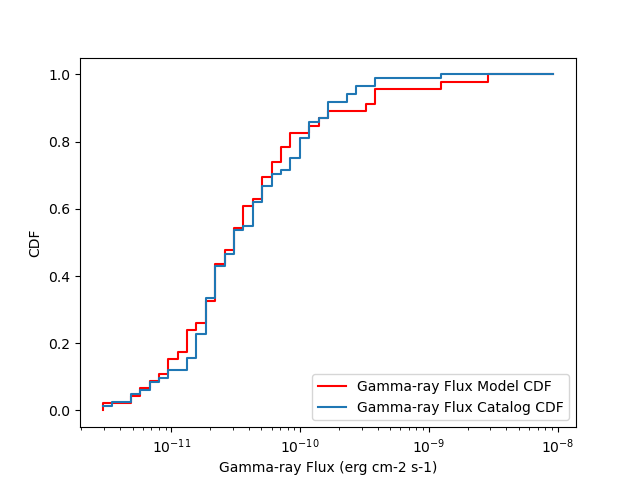 1.0
0.8
0.6
0.4
0.2
0.0
CDF
10⁻¹¹
10⁻¹⁰
10⁻⁹
10⁻⁸
Gamma-ray Flux (erg cm-2 s-1)
Gamma-ray Flux Model CDF
Gamma-ray Flux Catalog CDF